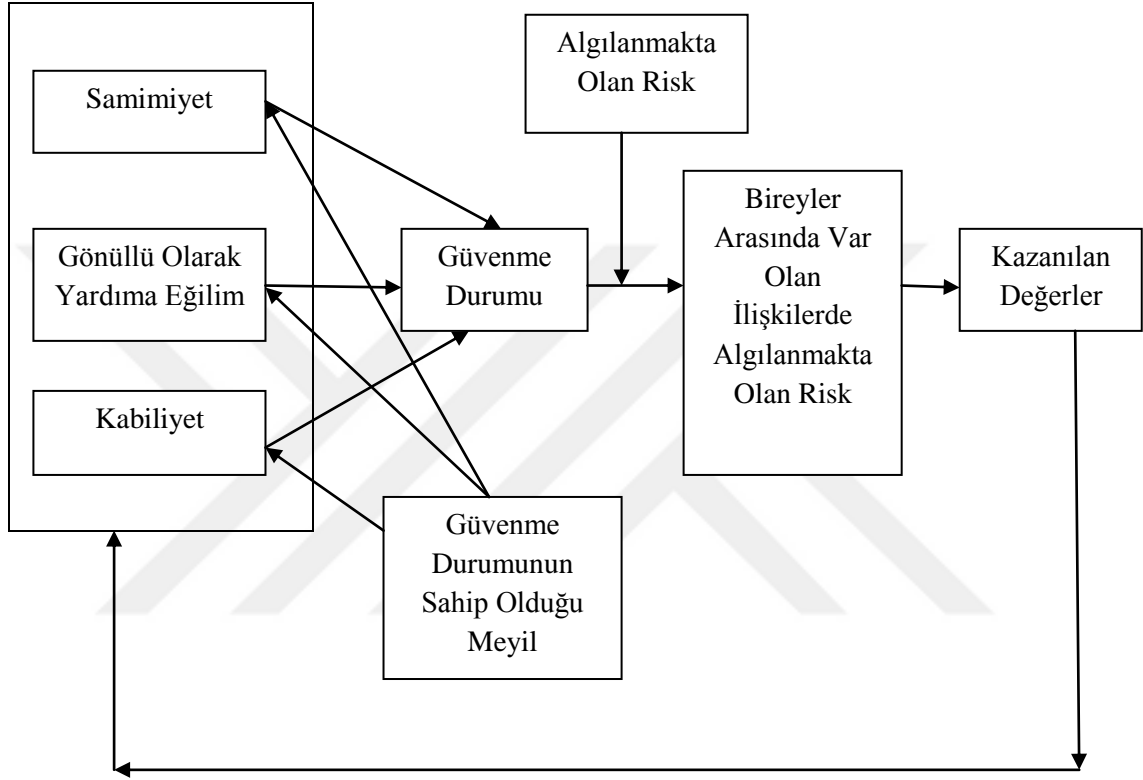 Samimiyet
Gönüllü Olarak
Yardıma Eğilim
Kabiliyet
Algılanmakta
Olan Risk
Güvenme
Durumu
Bireyler
Arasında Var
Olan
İlişkilerde
Algılanmakta
Olan Risk
Kazanılan
Değerler
Güvenme
Durumunun
Sahip Olduğu
Meyil